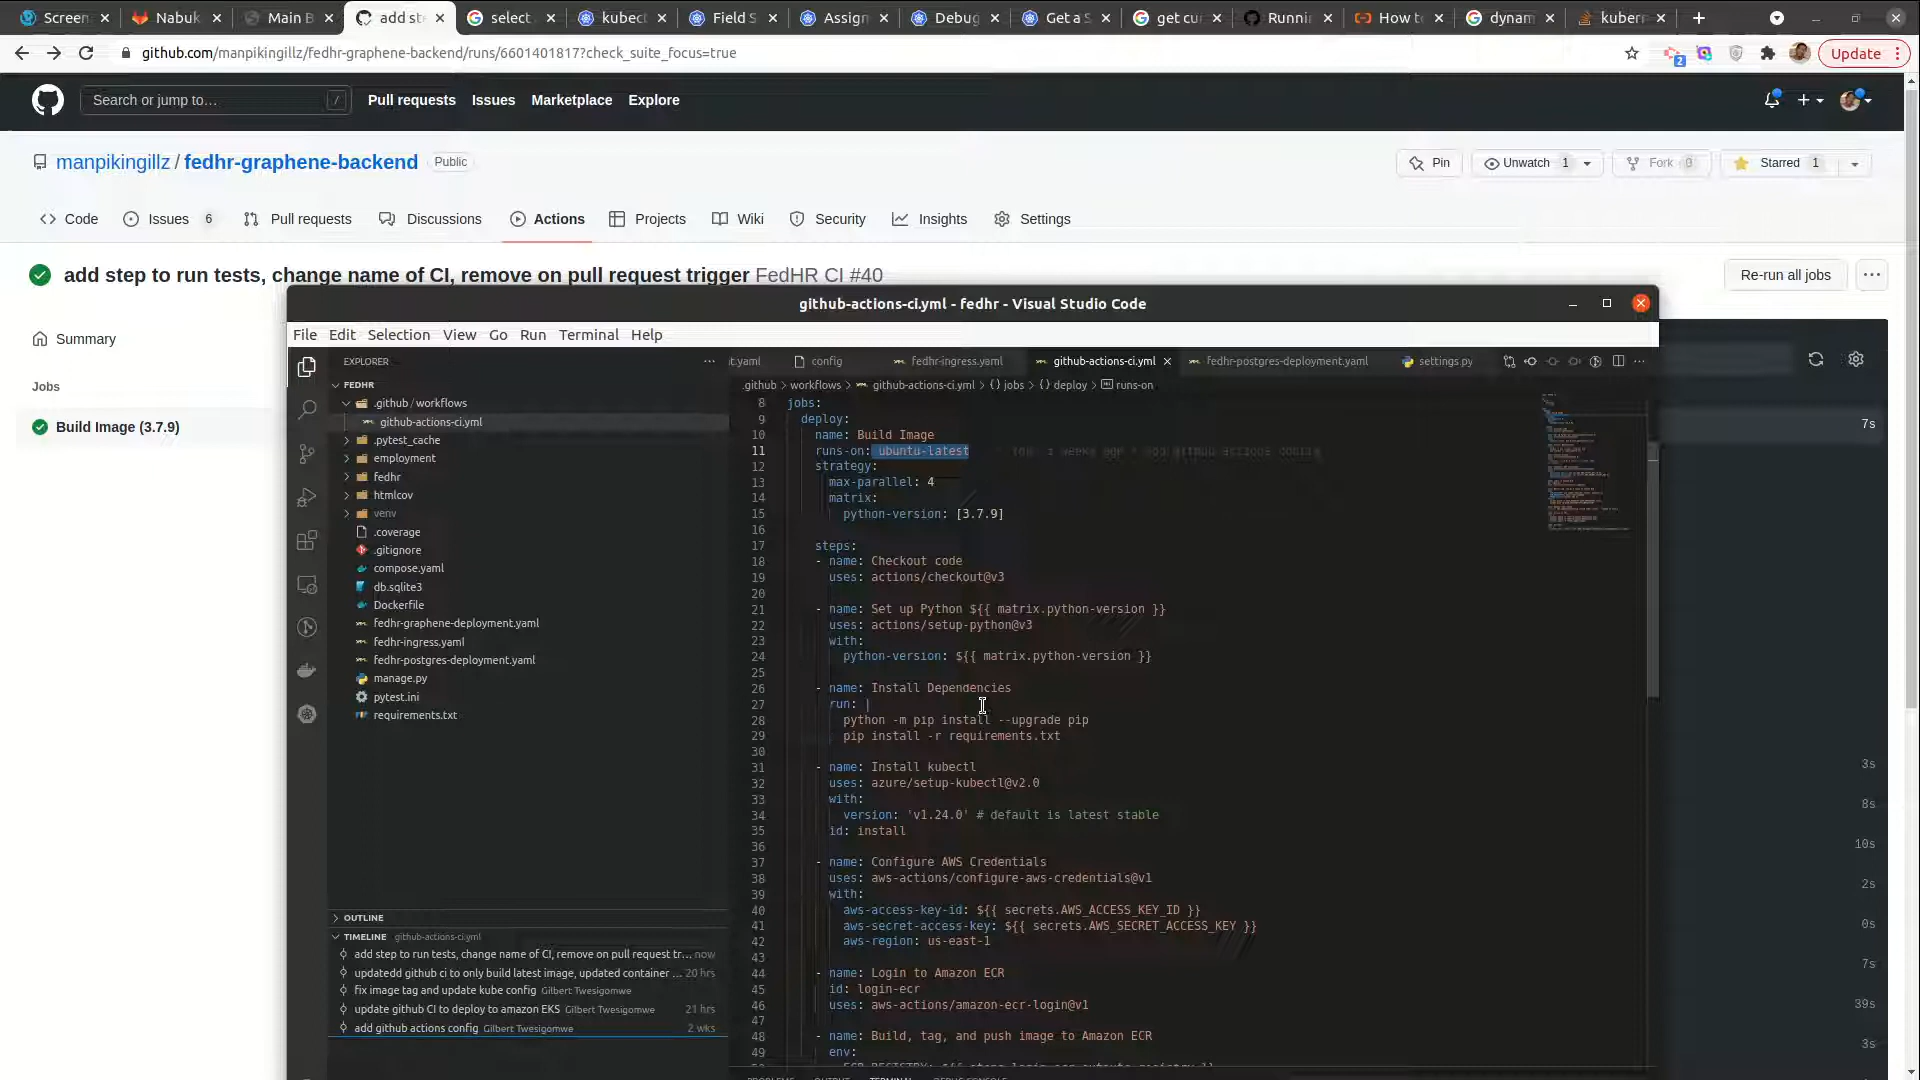 Screen
Nabuk
Main B
add st
select
kubect
Field S
Assign
Debug
Get a S
get cu
Runni
How t
dynam
kuberr
github.com/manpikingillz/fedhr-graphene-backend/runs/6601401817?check_suite_focus=true
2
Update
Search or jump to…
/
Pull requests
Issues
Marketplace
Explore
manpikingillz / fedhr-graphene-backend
Public
Pin
Unwatch 1
Fork 0
Starred 1
Code
Issues 6
Pull requests
Discussions
Actions
Projects
Wiki
Security
Insights
Settings
add step to run tests, change name of CI, remove on pull request trigger FedHR CI #40
Re-run all jobs
Summary
Jobs
Build Image (3.7.9)
7s
3s
8s
10s
2s
0s
7s
39s
3s
github-actions-ci.yml - fedhr - Visual Studio Code
File Edit Selection View Go Run Terminal Help
EXPLORER
FEDHR
.github / workflows
github-actions-ci.yml
.pytest_cache
employment
fedhr
htmlcov
venv
.coverage
.gitignore
compose.yaml
db.sqlite3
Dockerfile
fedhr-graphene-deployment.yaml
fedhr-ingress.yaml
fedhr-postgres-deployment.yaml
manage.py
pytest.ini
requirements.txt
OUTLINE
TIMELINE github-actions-ci.yml
add step to run tests, change name of CI, remove on pull request tr... now
updatedd github ci to only build latest image, updated container ... 20 hrs
fix image tag and update kube config Gilbert Twesigomwe
update github CI to deploy to amazon EKS Gilbert Twesigomwe 21 hrs
add github actions config Gilbert Twesigomwe 2 wks
t.yaml
config
fedhr-ingress.yaml
github-actions-ci.yml
fedhr-postgres-deployment.yaml
settings.py
.github > workflows > github-actions-ci.yml > {} jobs > {} deploy > runs-on
8 jobs:
9 deploy:
10 name: Build Image
11 runs-on: ubuntu-latest
12 strategy:
13 max-parallel: 4
14 matrix:
15 python-version: [3.7.9]
16
17 steps:
18 - name: Checkout code
19 uses: actions/checkout@v3
20
21 - name: Set up Python ${{ matrix.python-version }}
22 uses: actions/setup-python@v3
23 with:
24 python-version: ${{ matrix.python-version }}
25
26 - name: Install Dependencies
27 run: |
28 python -m pip install --upgrade pip
29 pip install -r requirements.txt
30
31 - name: Install kubectl
32 uses: azure/setup-kubectl@v2.0
33 with:
34 version: 'v1.24.0' # default is latest stable
35 id: install
36
37 - name: Configure AWS Credentials
38 uses: aws-actions/configure-aws-credentials@v1
39 with:
40 aws-access-key-id: ${{ secrets.AWS_ACCESS_KEY_ID }}
41 aws-secret-access-key: ${{ secrets.AWS_SECRET_ACCESS_KEY }}
42 aws-region: us-east-1
43
44 - name: Login to Amazon ECR
45 id: login-ecr
46 uses: aws-actions/amazon-ecr-login@v1
47
48 - name: Build, tag, and push image to Amazon ECR
49 env: